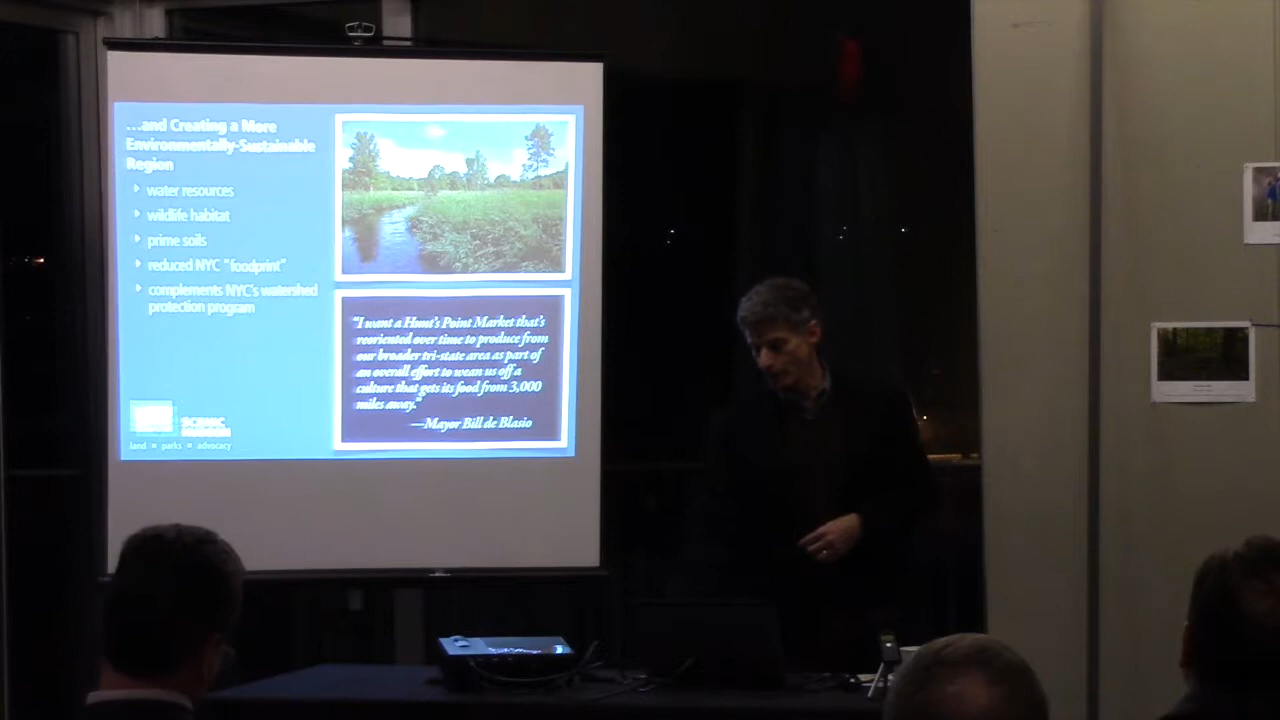 ...and Creating a More
Environmentally-Sustainable
Region
water resources
wildlife habitat
prime soils
reduced NYC "foodprint"
complements NYC's watershed
protection program
"I want a Hunt's Point Market that's
reoriented over time to produce from
our broader tri-state area as part of
an overall effort to wean us off a
culture that gets its food from 3,000
miles away."
—Mayor Bill de Blasio
SCENIC
HUDSON
land parks advocacy